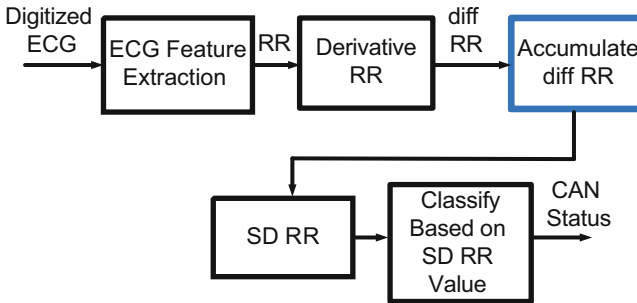 Digitized
ECG
ECG Feature
Extraction
RR
Derivative
RR
diff
RR
Accumulate
diff RR
SD RR
Classify
Based on
SD RR
Value
CAN
Status